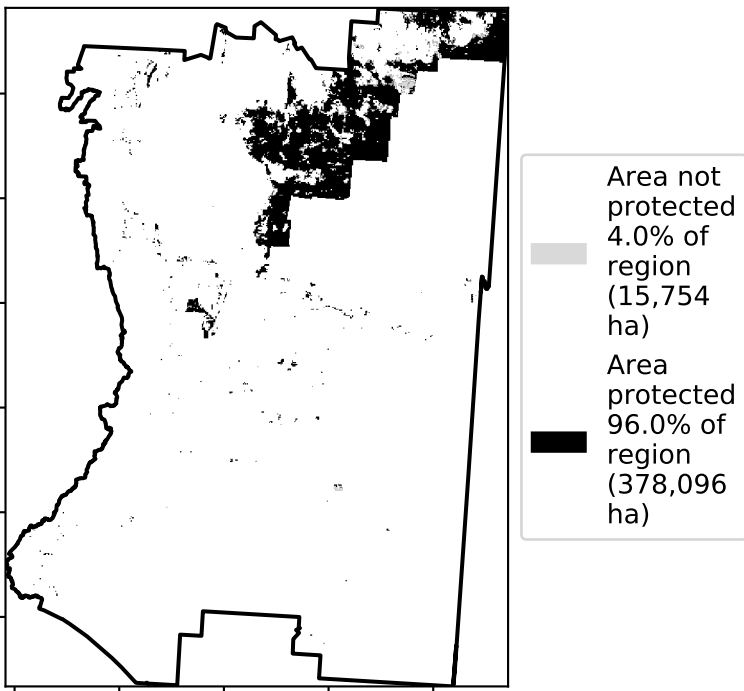 Area not
protected
4.0% of
region
(15,754
ha)
Area
protected
96.0% of
region
(378,096
ha)